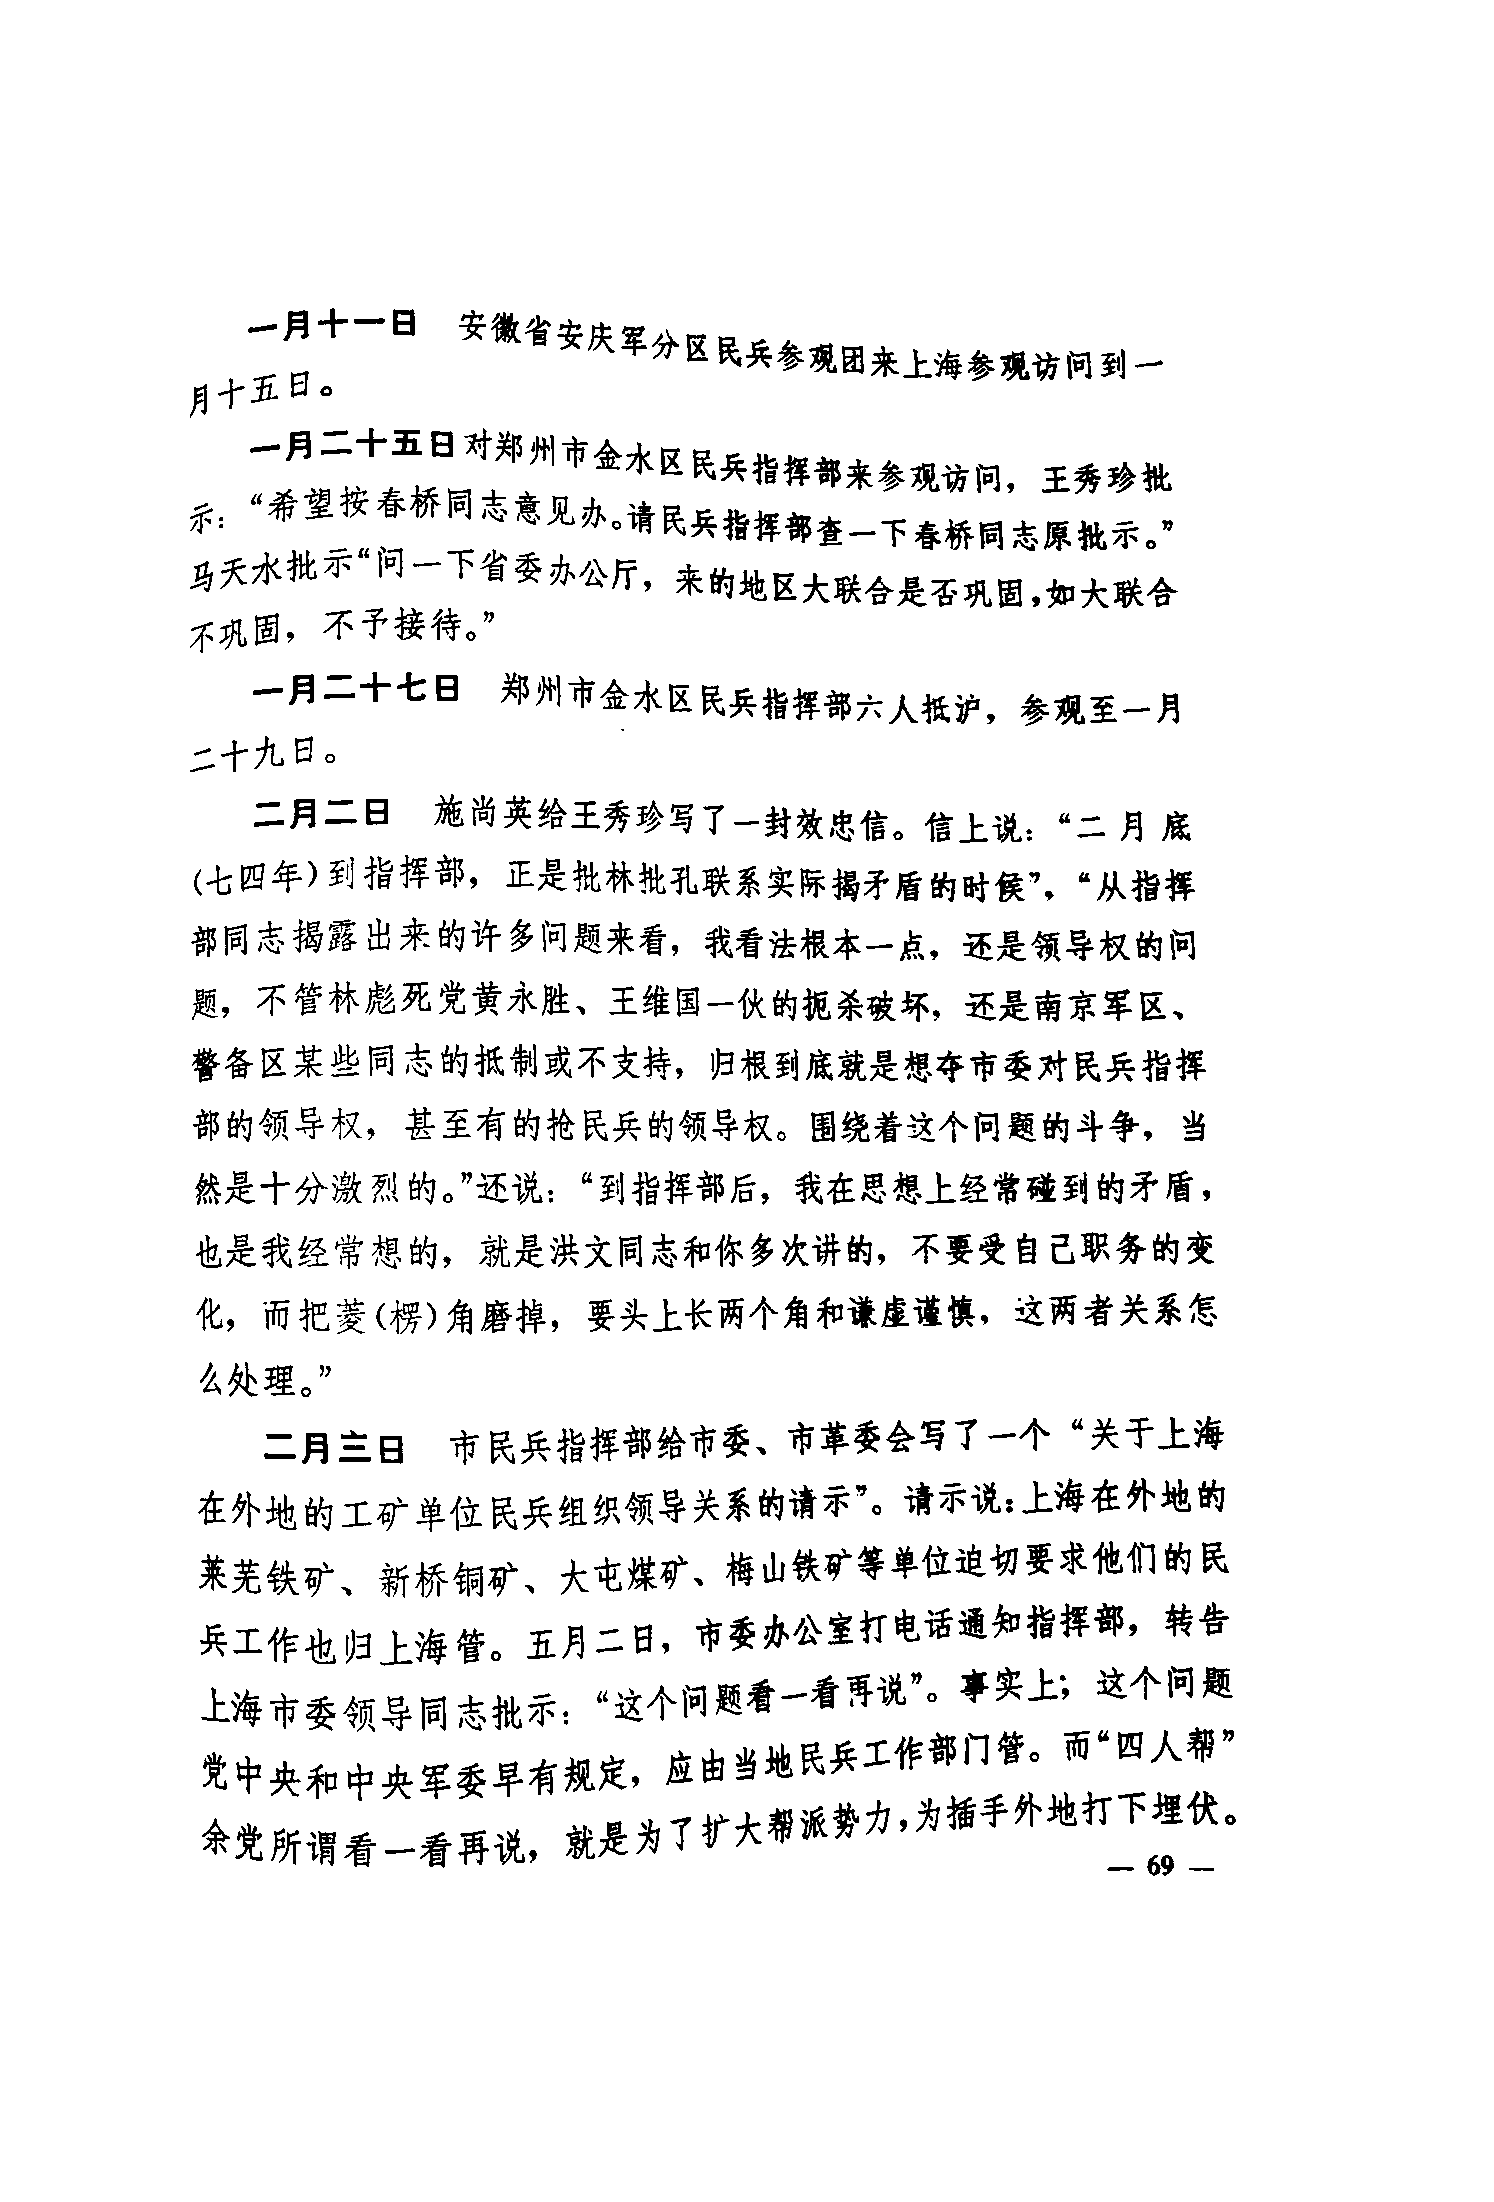 一月十一日　安徽省安庆军分区民兵参观团来上海参观访问到一
月十五日。
一月二十五日对郑州市金水区民兵指挥部来参观访问，王秀珍批
示：“希望按春桥同志意见办。请民兵指挥部查一下春桥同志原批示。”
马天水批示“问一下省委办公厅，来的地区大联合是否巩固，如大联合
不巩固，不予接待。”
一月二十七日　郑州市金水区民兵指挥部六人抵沪，参观至一月
二十九日。
二月二日　施尚英给王秀珍写了一封效忠信。信上说：“二月底
(七四年)到指挥部，正是批林批孔联系实际揭矛盾的时候”，“从指挥
部同志揭露出来的许多问题来看，我看法根本一点，还是领导权的问
题，不管林彪死党黄永胜、王维国一伙的扼杀破坏，还是南京军区、
警备区某些同志的抵制或不支持，归根到底就是想夺市委对民兵指挥
部的领导权，甚至有的抢民兵的领导权。围绕着这个问题的斗争，当
然是十分激烈的。”还说：“到指挥部后，我在思想上经常碰到的矛盾，
也是我经常想的，就是洪文同志和你多次讲的，不要受自己职务的变
化，而把菱(楞)角磨掉，要头上长两个角和谦虚谨慎，这两者关系怎
么处理。”
二月三日　市民兵指挥部给市委、市革委会写了一个“关于上海
在外地的工矿单位民兵组织领导关系的请示”。请示说：上海在外地的
莱芜铁矿、新桥铜矿、大屯煤矿、梅山铁矿等单位迫切要求他们的民
兵工作也归上海管。五月二日，市委办公室打电话通知指挥部，转告
上海市委领导同志批示：“这个问题看一看再说”。事实上；这个问题
党中央和中央军委早有规定，应由当地民兵工作部门管。而“四人帮”
余党所谓看一看再说，就是为了扩大帮派势力，为插手外地打下埋伏。
— 69 —